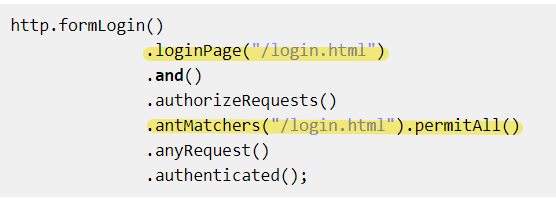 http.formLogin()
.loginPage("/login.html")
.and()
.authorizeRequests()
.antMatchers("/login.html").permitAll()
.anyRequest()
.authenticated();